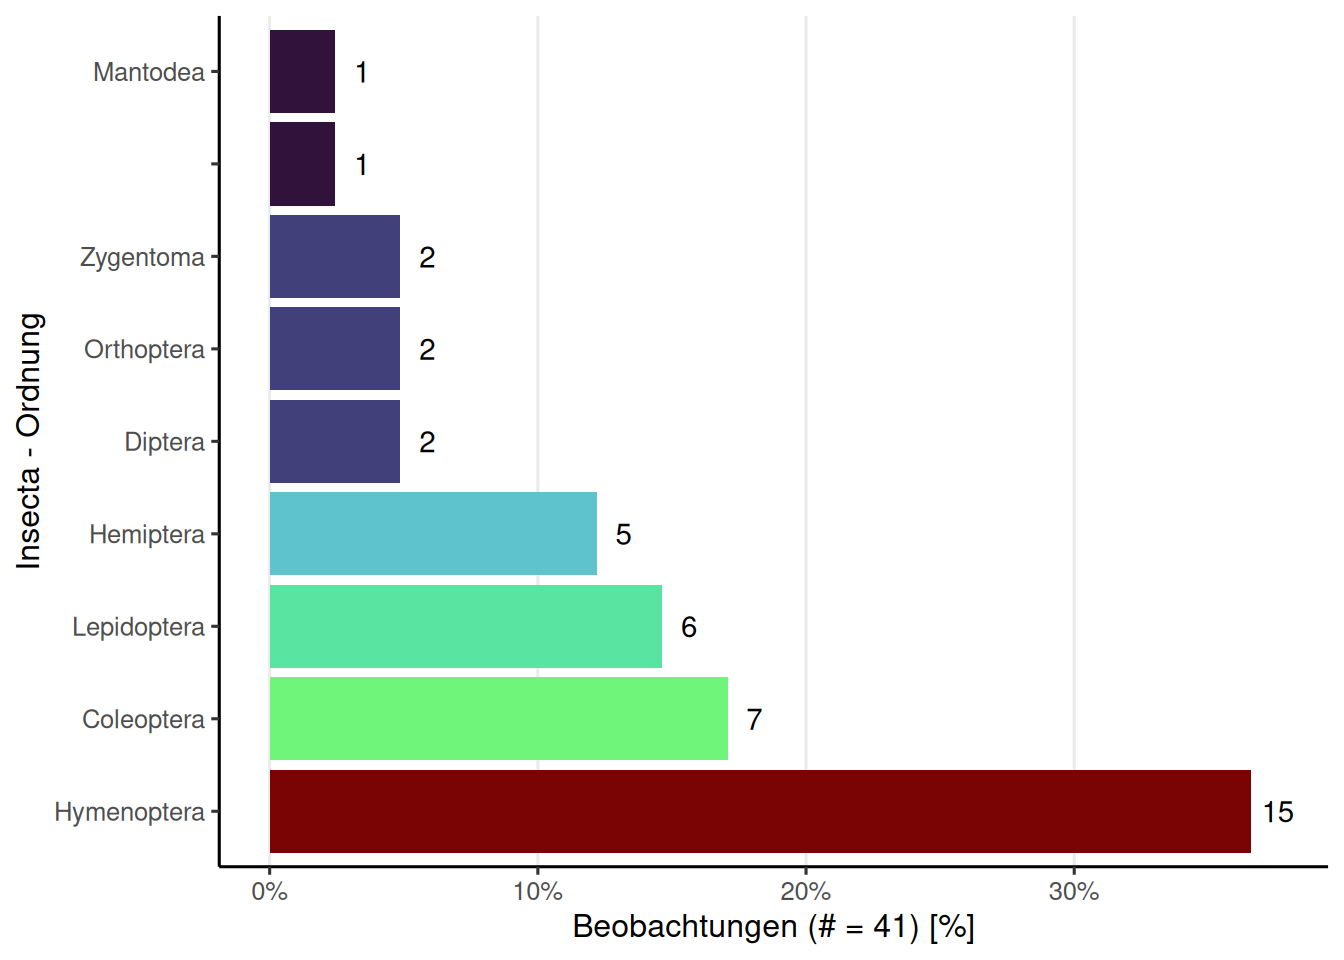 Mantodea
1
1
Zygentoma
2
Orthoptera
2
Diptera
2
Hemiptera
5
Lepidoptera
6
Coleoptera
7
Hymenoptera
15
Insecta - Ordnung
0% 10% 20% 30%
Beobachtungen (# = 41) [%]